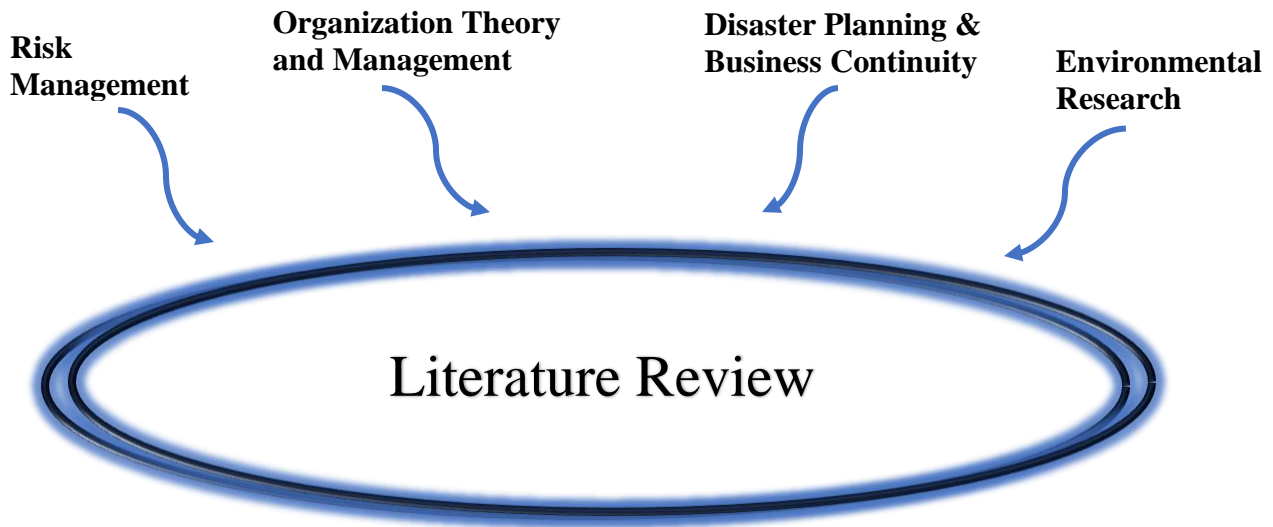 Risk
Management
Organization Theory
and Management
Disaster Planning &
Business Continuity
Environmental
Research
Literature Review